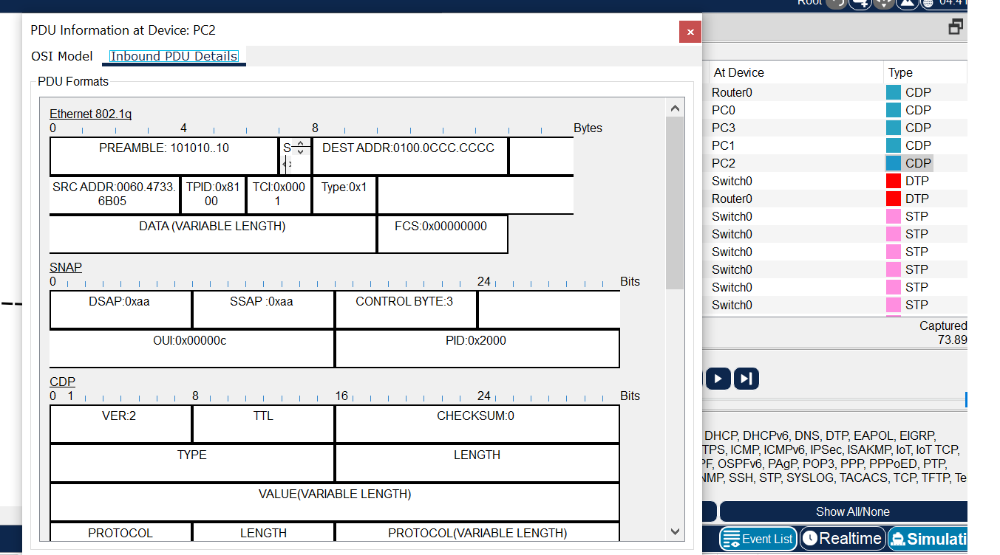 Root
04:41
PDU Information at Device: PC2
OSI Model
Inbound PDU Details
PDU Formats
Ethernet 802.1q
0 4 8 Bytes
PREAMBLE: 101010..10
S
DEST ADDR:0100.0CCC.CCCC
SRC ADDR:0060.4733.
6B05
TPID:0x81
00
TCI:0x000
1
Type:0x1
DATA (VARIABLE LENGTH)
FCS:0x00000000
SNAP
0 24 Bits
DSAP:0xaa
SSAP :0xaa
CONTROL BYTE:3
OUI:0x00000c
PID:0x2000
CDP
0 1 8 16 24 Bits
VER:2
TTL
CHECKSUM:0
TYPE
LENGTH
VALUE(VARIABLE LENGTH)
PROTOCOL
LENGTH
PROTOCOL(VARIABLE LENGTH)
At Device Type
Router0 CDP
PC0 CDP
PC3 CDP
PC1 CDP
PC2 CDP
Switch0 DTP
Router0 DTP
Switch0 STP
Switch0 STP
Switch0 STP
Switch0 STP
Switch0 STP
Switch0 STP
Captured
73.89
DHCP, DHCPv6, DNS, DTP, EAPOL, EIGRP,
TPS, ICMP, ICMPv6, IPSec, ISAKMP, IoT, IoT TCP,
PF, OSPFv6, PAgP, POP3, PPP, PPPoED, PTP,
NMP, SSH, STP, SYSLOG, TACACS, TCP, TFTP, Te
Show All/None
Event List
Realtime
Simulati